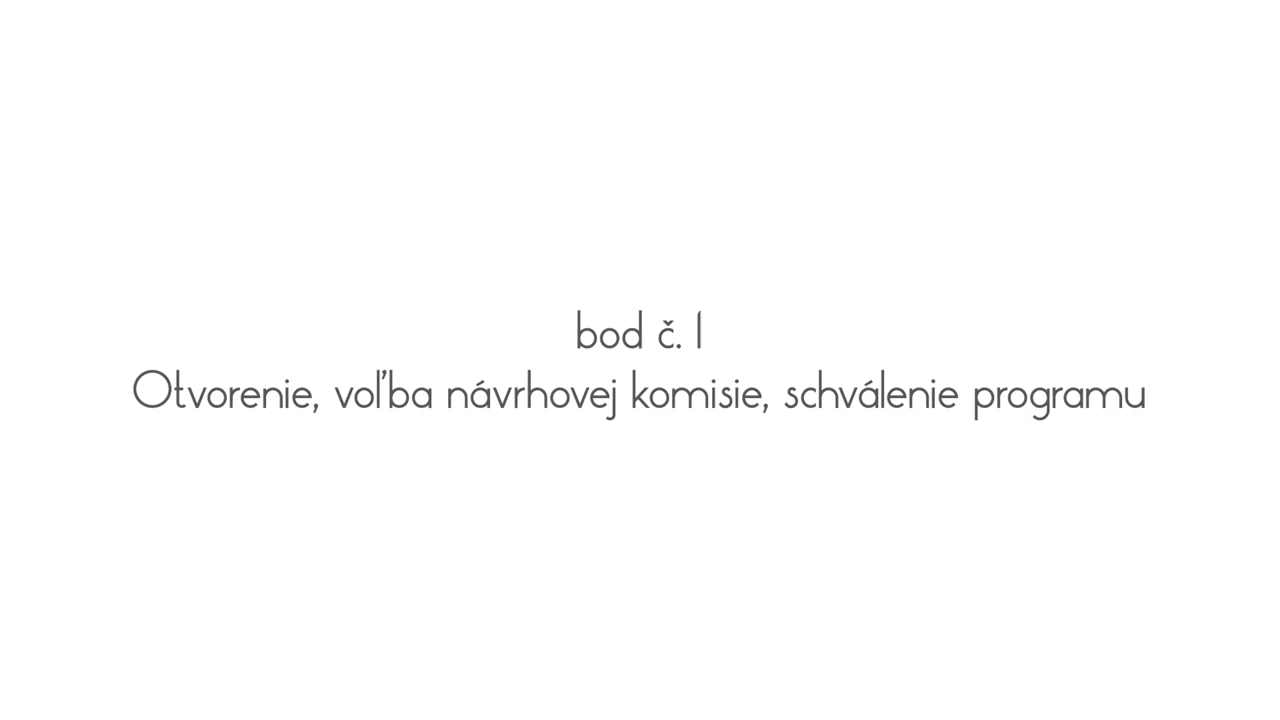 bod č. 1
Otvorenie, voľba návrhovej komisie, schválenie programu